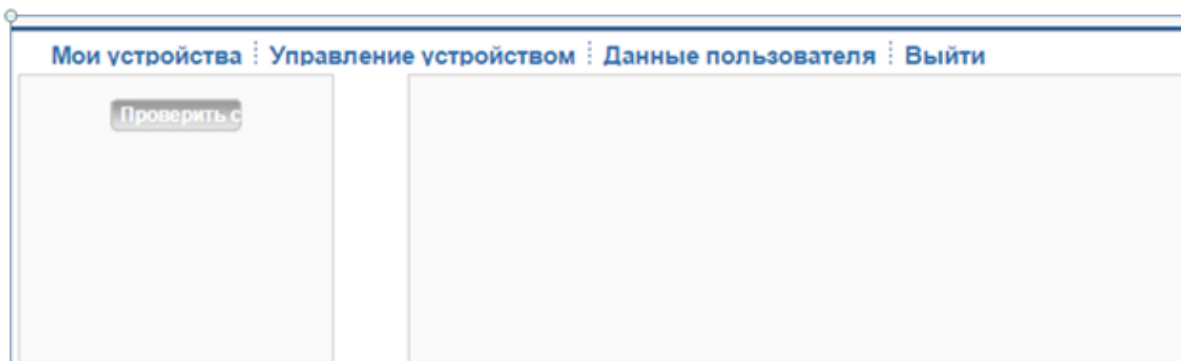 Мои устройства Управление устройством Данные пользователя Выйти
Проверить с